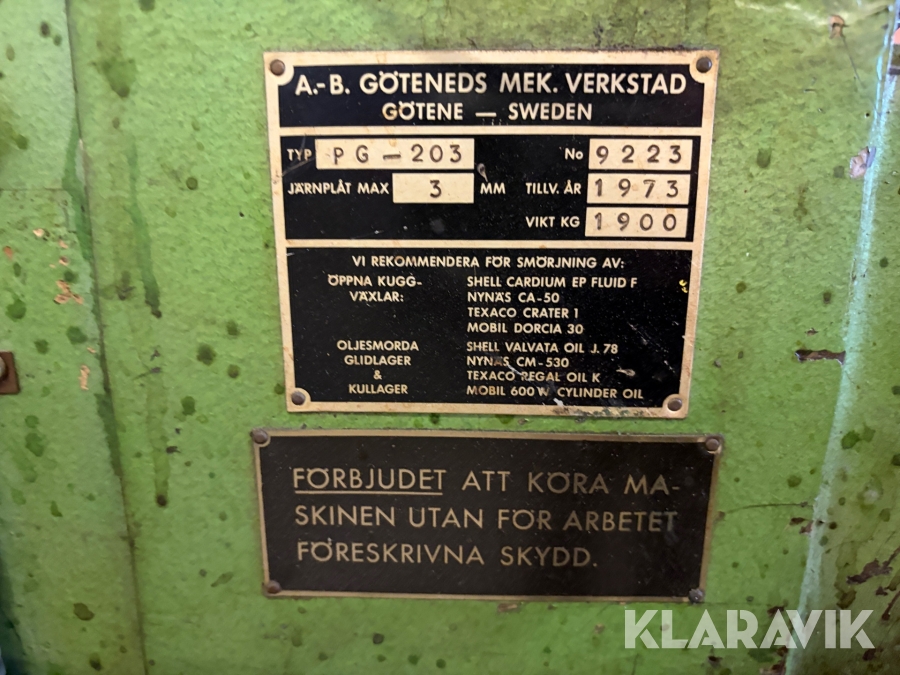 A.-B. GÖTENEDS MEK. VERKSTAD
GÖTENE — SWEDEN
TYP PG-203 No 9223
JÄRNPLÅT MAX 3 MM TILLV. ÅR 1973
VIKT KG 1900
VI REKOMMENDERA FÖR SMÖRJNING AV:
ÖPPNA KUGG- SHELL CARDIUM EP FLUID F
VÄXLAR: NYNÄS CA-50
TEXACO CRATER 1
MOBIL DORCIA 30
OLJESMORDA SHELL VALVATA OIL J. 78
GLIDLAGER NYNÄS CM-530
& TEXACO REGAL OIL K
KULLAGER MOBIL 600 W CYLINDER OIL
FÖRBJUDET ATT KÖRA MA-
SKINEN UTAN FÖR ARBETET
FÖRESKRIVNA SKYDD.
KLARAVIK